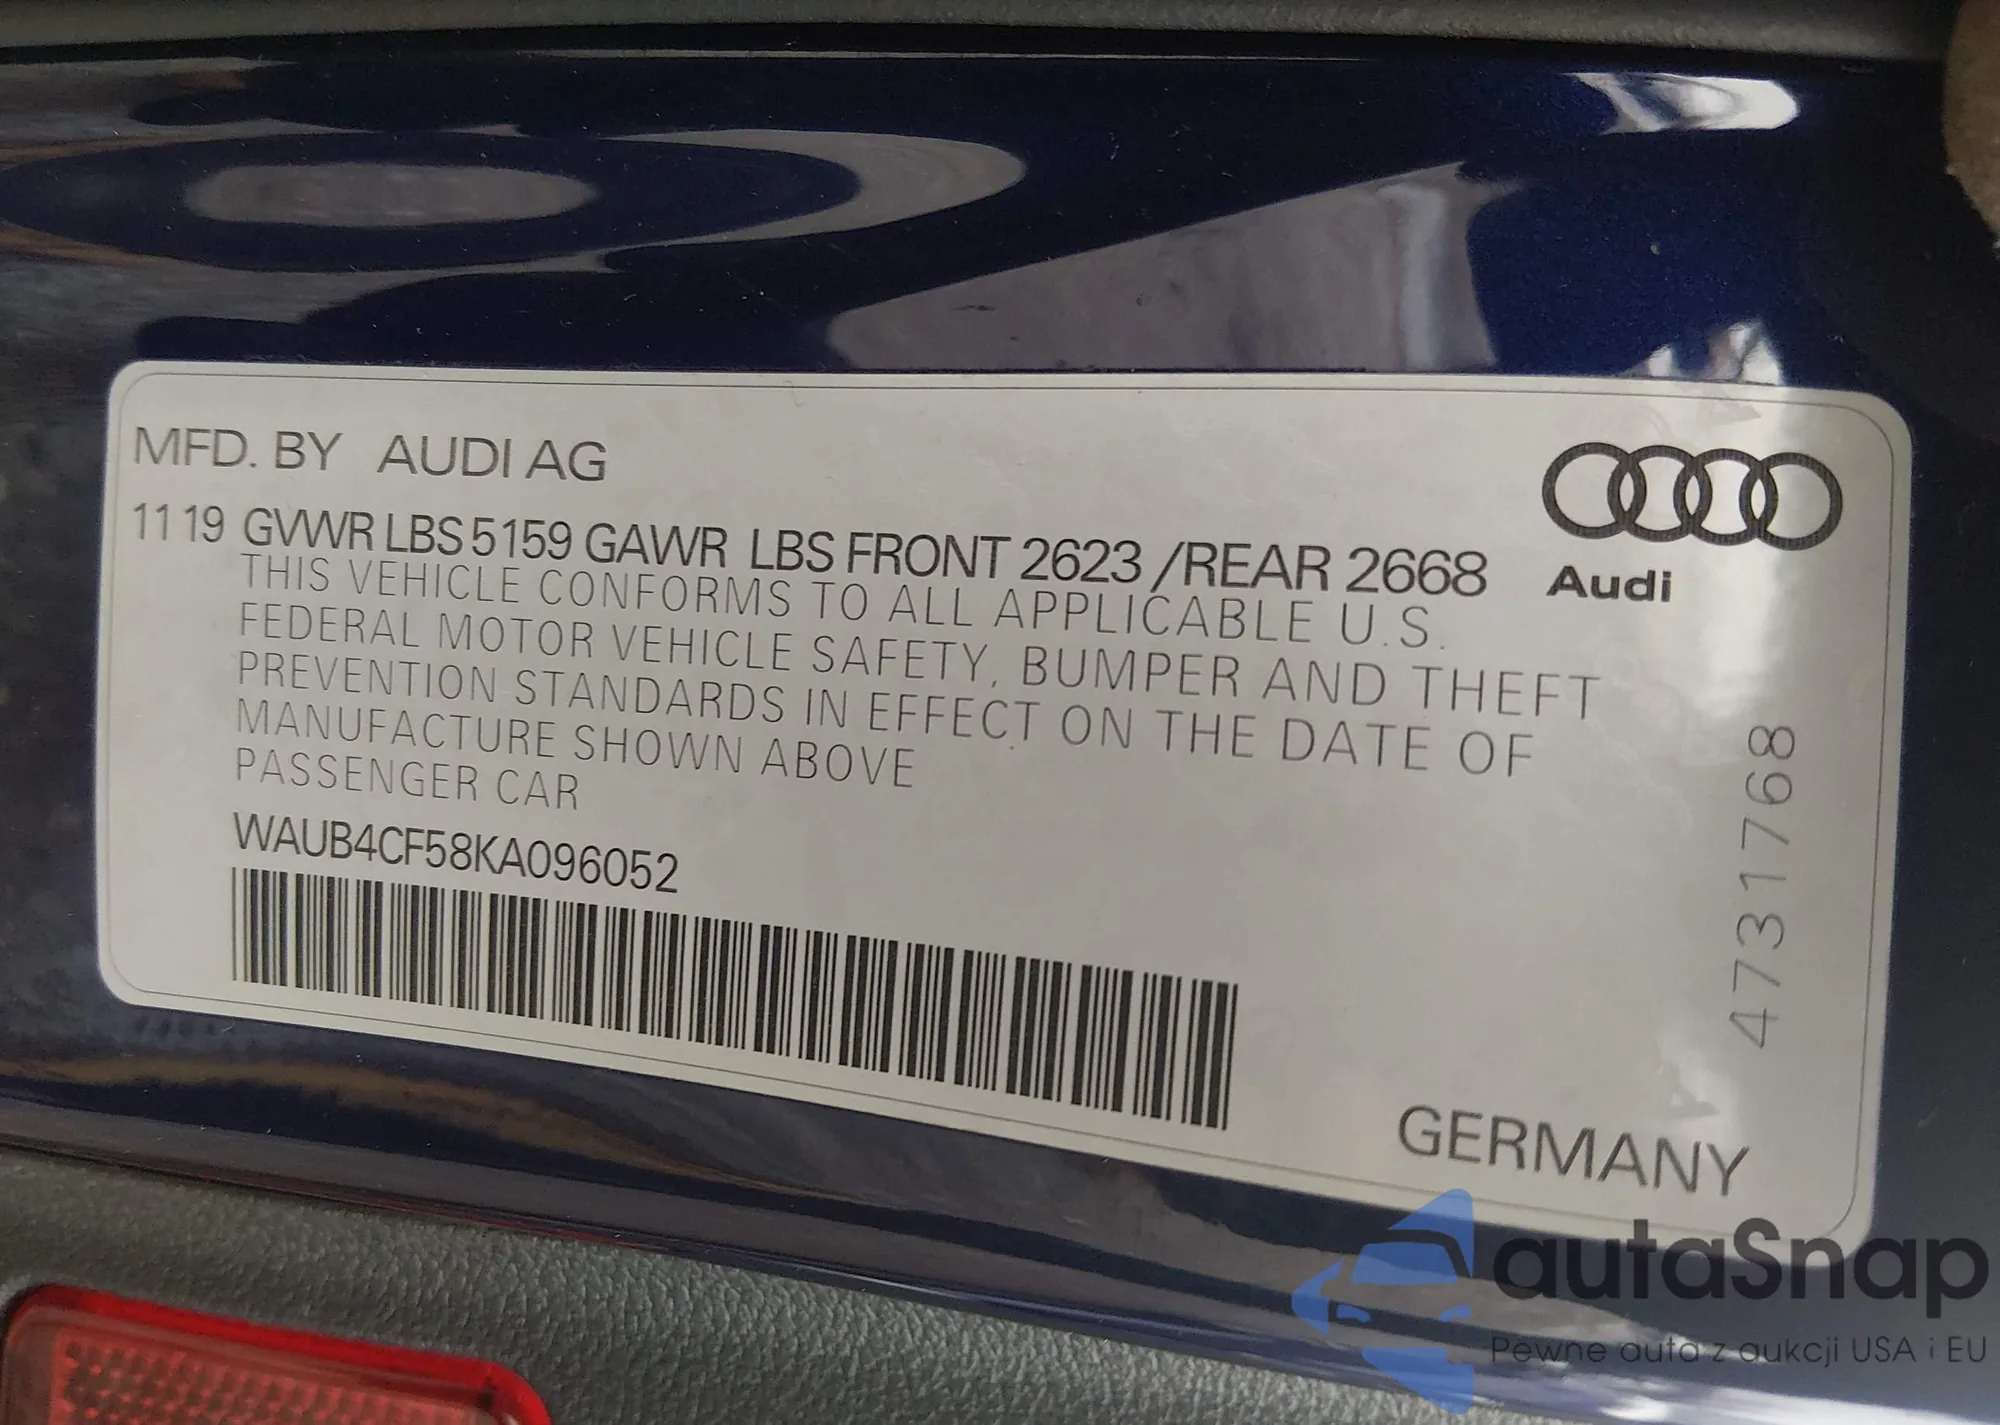 MFD. BY AUDI AG
11 19 GVWR LBS 5159 GAWR LBS FRONT 2623 /REAR 2668
Audi
THIS VEHICLE CONFORMS TO ALL APPLICABLE U.S.
FEDERAL MOTOR VEHICLE SAFETY, BUMPER AND THEFT
PREVENTION STANDARDS IN EFFECT ON THE DATE OF
MANUFACTURE SHOWN ABOVE
PASSENGER CAR
WAUB4CF58KA096052
4731768
GERMANY
autaSnap
Pewne auta z aukcji USA i EU